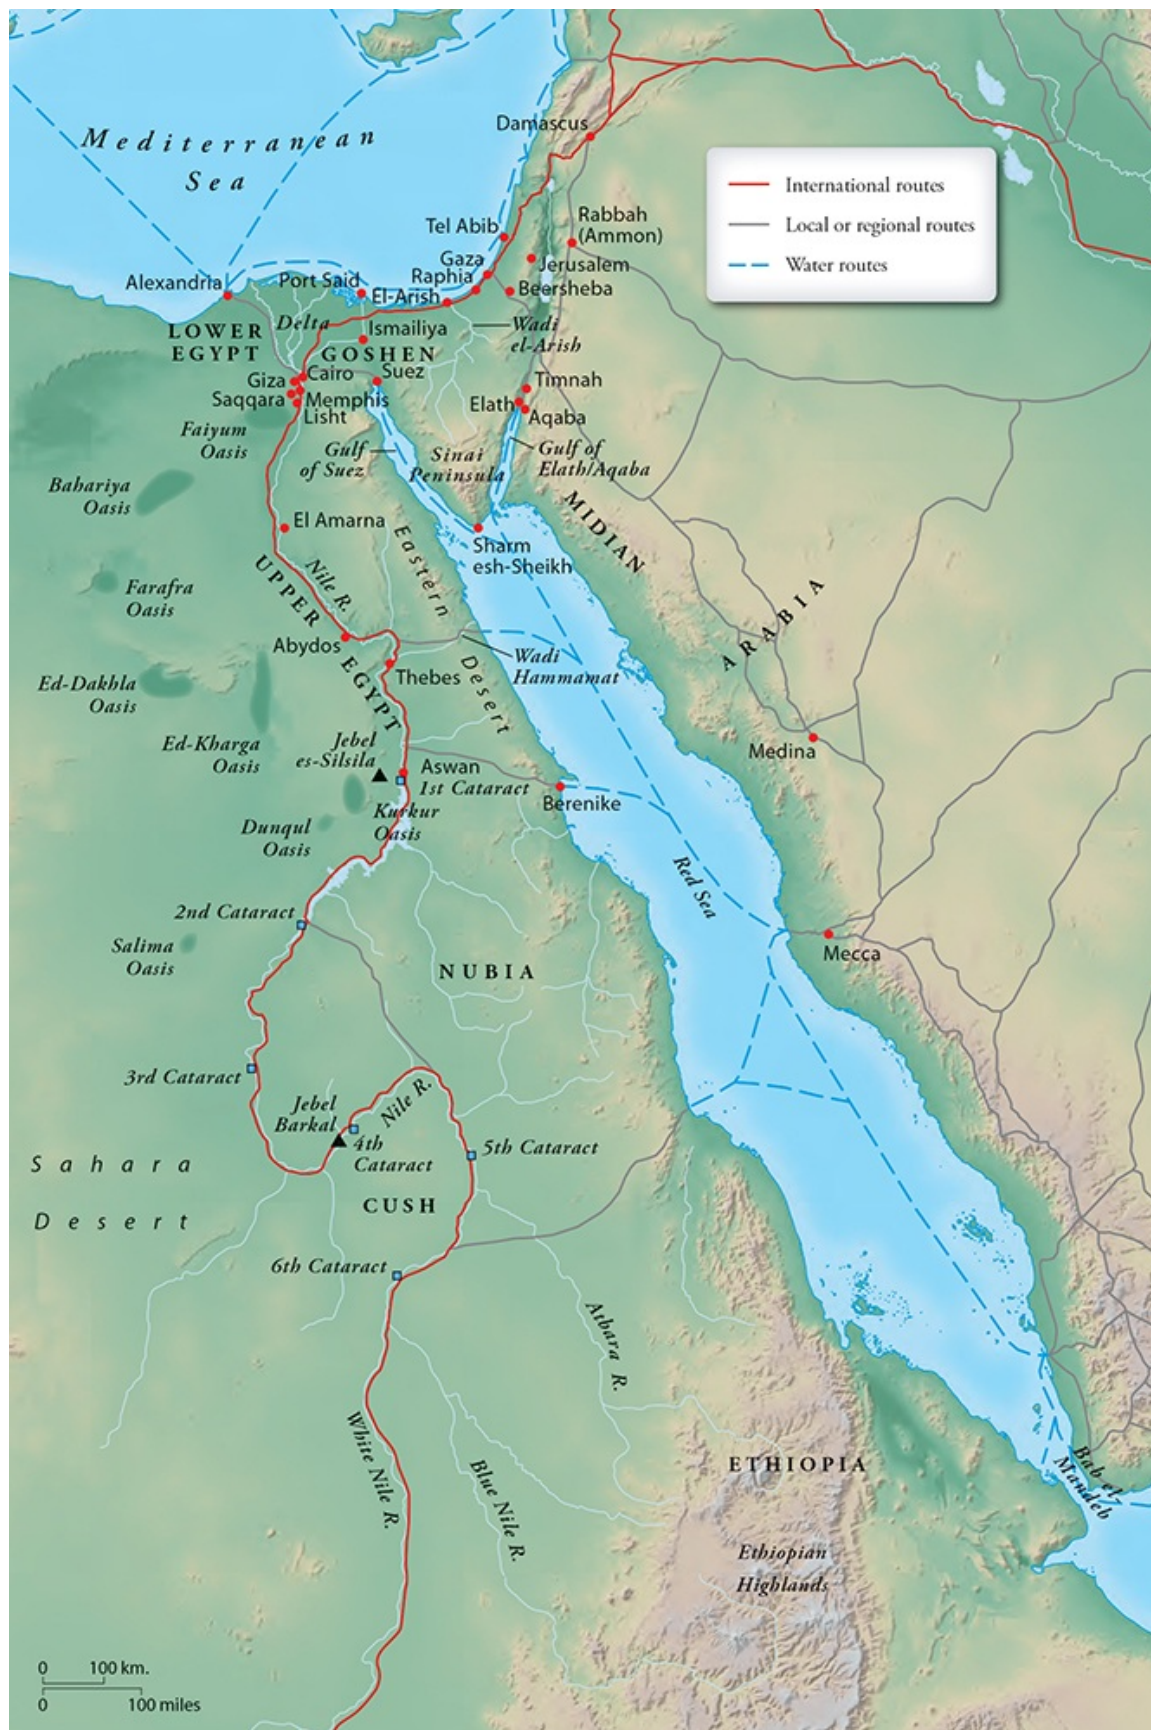 Mediterranean
Sea
Damascus
International routes
Local or regional routes
Water routes
Rabbah
(Ammon)
Tel Abib
Gaza
Jerusalem
Raphia
Beersheba
Alexandria
Port Said
El-Arish
Delta
Ismailiya
Wadi
el-Arish
LOWER
EGYPT
GOSHEN
Giza
Cairo
Suez
Timnah
Saqqara
Memphis
Elath
Aqaba
Lisht
Faiyum
Oasis
Gulf
of Suez
Sinai
Peninsula
Gulf of
Elath/Aqaba
Bahariya
Oasis
El Amarna
MIDIAN
Eastern
Desert
Sharm
esh-Sheikh
Nile R.
UPPER
EGYPT
Farafra
Oasis
ARABIA
Abydos
Wadi
Hammamat
Thebes
Ed-Dakhla
Oasis
Ed-Kharga
Oasis
Jebel
es-Silsila
Medina
Aswan
1st Cataract
Berenike
Kurkur
Oasis
Dunqul
Oasis
Red Sea
2nd Cataract
Salima
Oasis
Mecca
NUBIA
3rd Cataract
Jebel
Barkal
Nile R.
4th
Cataract
5th Cataract
Sahara
Desert
CUSH
6th Cataract
Atbara R.
White Nile R.
Blue Nile R.
ETHIOPIA
Bab el
Mandeb
Ethiopian
Highlands
0 100 km.
0 100 miles